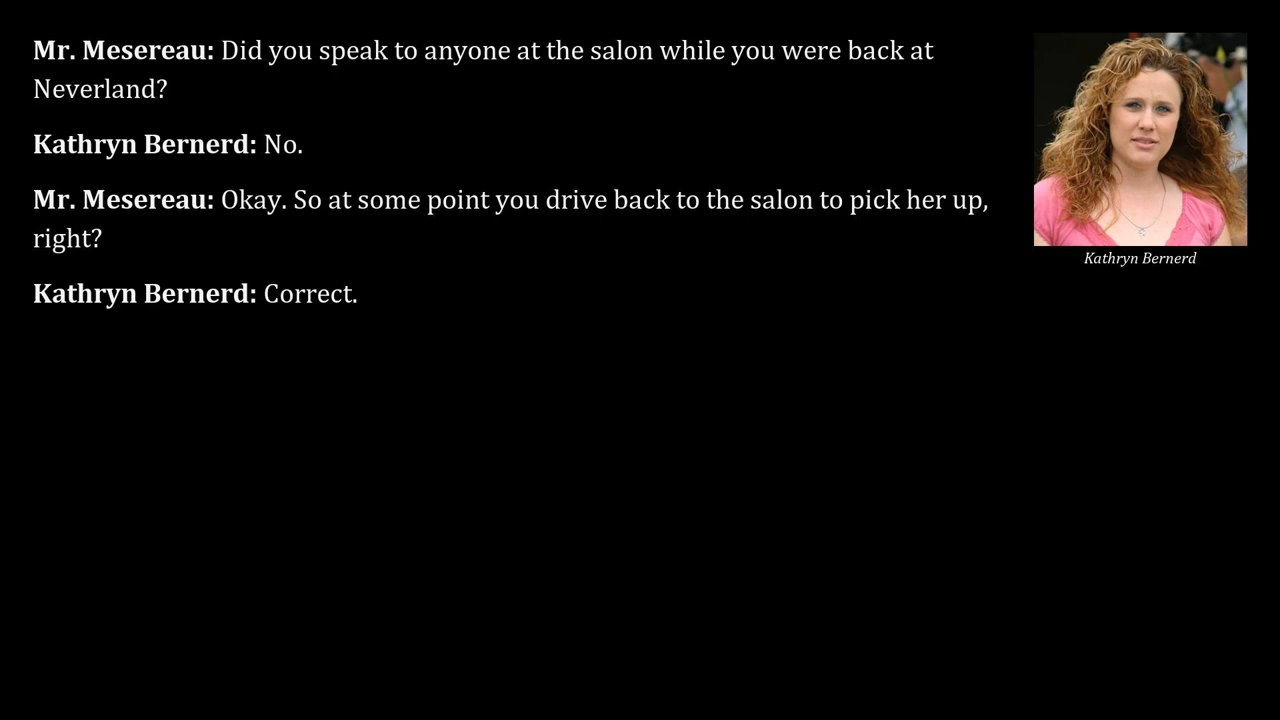 Mr. Mesereau: Did you speak to anyone at the salon while you were back at
Neverland?
Kathryn Bernerd: No.
Mr. Mesereau: Okay. So at some point you drive back to the salon to pick her up,
right?
Kathryn Bernerd: Correct.
Kathryn Bernerd